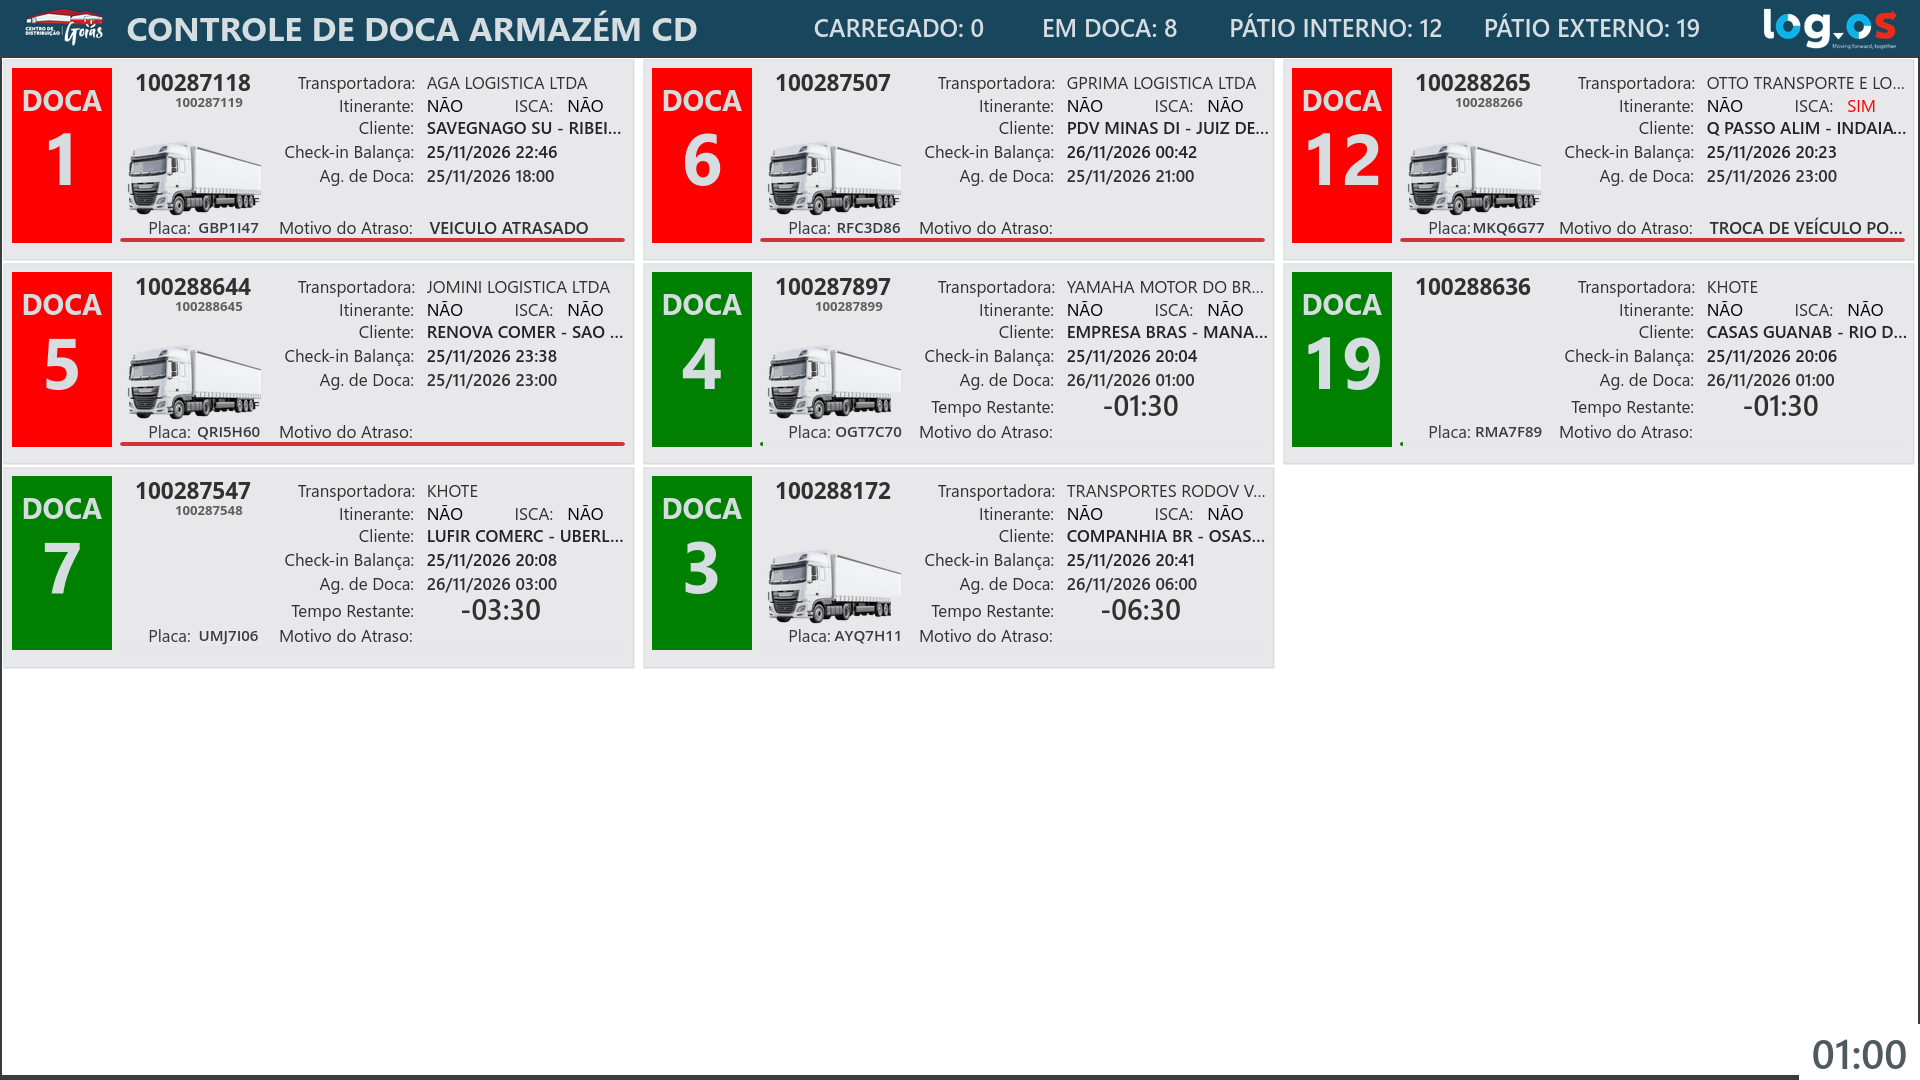 CENTRO DE DISTRIBUIÇÃO Goiás
CONTROLE DE DOCA ARMAZÉM CD
CARREGADO: 0
EM DOCA: 8
PÁTIO INTERNO: 12
PÁTIO EXTERNO: 19
log.os
Moving forward, together
DOCA
1
100287118
100287119
Transportadora: AGA LOGISTICA LTDA
Itinerante: NÃO ISCA: NÃO
Cliente: SAVEGNAGO SU - RIBEI...
Check-in Balança: 25/11/2026 22:46
Ag. de Doca: 25/11/2026 18:00
Placa: GBP1I47 Motivo do Atraso: VEICULO ATRASADO
DOCA
6
100287507
Transportadora: GPRIMA LOGISTICA LTDA
Itinerante: NÃO ISCA: NÃO
Cliente: PDV MINAS DI - JUIZ DE...
Check-in Balança: 26/11/2026 00:42
Ag. de Doca: 25/11/2026 21:00
Placa: RFC3D86 Motivo do Atraso:
DOCA
12
100288265
100288266
Transportadora: OTTO TRANSPORTE E LO...
Itinerante: NÃO ISCA: SIM
Cliente: Q PASSO ALIM - INDAIA...
Check-in Balança: 25/11/2026 20:23
Ag. de Doca: 25/11/2026 23:00
Placa: MKQ6G77 Motivo do Atraso: TROCA DE VEÍCULO PO...
DOCA
5
100288644
100288645
Transportadora: JOMINI LOGISTICA LTDA
Itinerante: NÃO ISCA: NÃO
Cliente: RENOVA COMER - SAO ...
Check-in Balança: 25/11/2026 23:38
Ag. de Doca: 25/11/2026 23:00
Placa: QRI5H60 Motivo do Atraso:
DOCA
4
100287897
100287899
Transportadora: YAMAHA MOTOR DO BR...
Itinerante: NÃO ISCA: NÃO
Cliente: EMPRESA BRAS - MANA...
Check-in Balança: 25/11/2026 20:04
Ag. de Doca: 26/11/2026 01:00
Tempo Restante: -01:30
Placa: OGT7C70 Motivo do Atraso:
DOCA
19
100288636
Transportadora: KHOTE
Itinerante: NÃO ISCA: NÃO
Cliente: CASAS GUANAB - RIO D...
Check-in Balança: 25/11/2026 20:06
Ag. de Doca: 26/11/2026 01:00
Tempo Restante: -01:30
Placa: RMA7F89 Motivo do Atraso:
DOCA
7
100287547
100287548
Transportadora: KHOTE
Itinerante: NÃO ISCA: NÃO
Cliente: LUFIR COMERC - UBERL...
Check-in Balança: 25/11/2026 20:08
Ag. de Doca: 26/11/2026 03:00
Tempo Restante: -03:30
Placa: UMJ7I06 Motivo do Atraso:
DOCA
3
100288172
Transportadora: TRANSPORTES RODOV V...
Itinerante: NÃO ISCA: NÃO
Cliente: COMPANHIA BR - OSAS...
Check-in Balança: 25/11/2026 20:41
Ag. de Doca: 26/11/2026 06:00
Tempo Restante: -06:30
Placa: AYQ7H11 Motivo do Atraso:
01:00